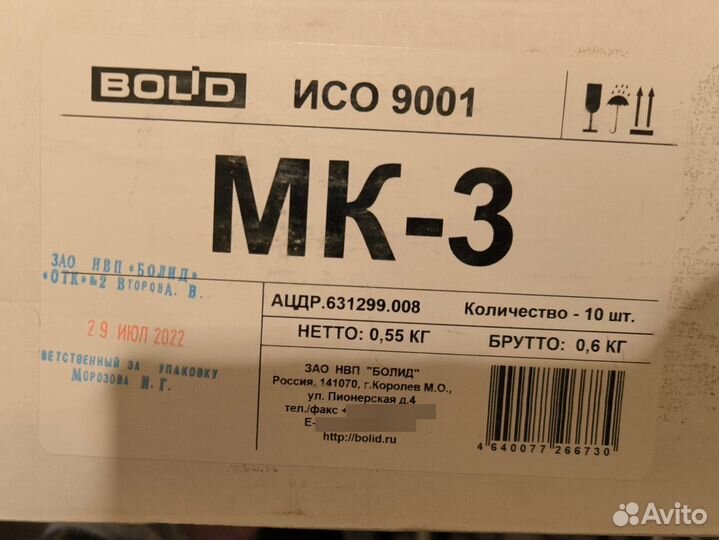 BOLID ИСО 9001
МК-3
ЗАО НВП «БОЛИД»
«ОТК» №2 ВТОРОВА. В.
29 ИЮЛ 2022
ТВЕТСТВЕННЫЙ ЗА УПАКОВКУ
МОРОЗОВА И. Г.
АЦДР.631299.008 Количество - 10 шт.
НЕТТО: 0,55 КГ БРУТТО: 0,6 КГ
ЗАО НВП "БОЛИД"
Россия, 141070, г.Королев М.О.,
ул. Пионерская д.4
тел./факс +
E-
http://bolid.ru
4 640077 266730
Avito